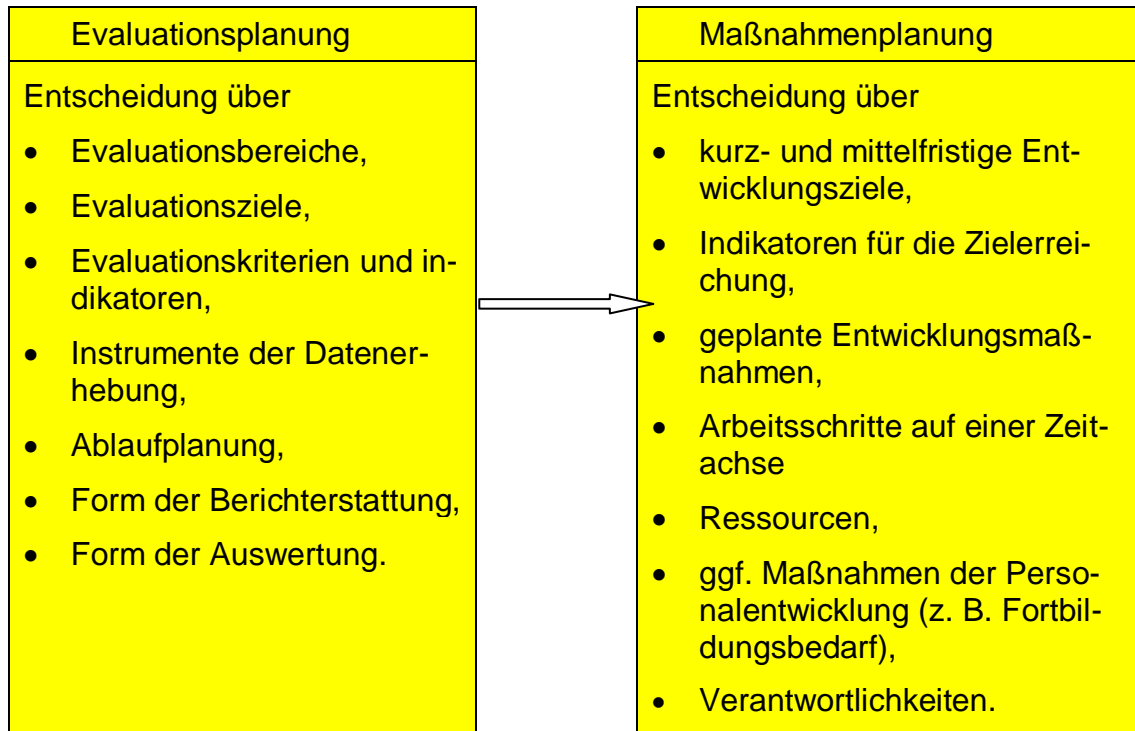 Evaluationsplanung
Entscheidung über
• Evaluationsbereiche,
• Evaluationsziele,
• Evaluationskriterien und in-
dikatoren,
• Instrumente der Datener-
hebung,
• Ablaufplanung,
• Form der Berichterstattung,
• Form der Auswertung.
Maßnahmenplanung
Entscheidung über
• kurz- und mittelfristige Ent-
wicklungsziele,
• Indikatoren für die Zielerrei-
chung,
• geplante Entwicklungsmaß-
nahmen,
• Arbeitsschritte auf einer Zeit-
achse
• Ressourcen,
• ggf. Maßnahmen der Perso-
nalentwicklung (z. B. Fortbil-
dungsbedarf),
• Verantwortlichkeiten.